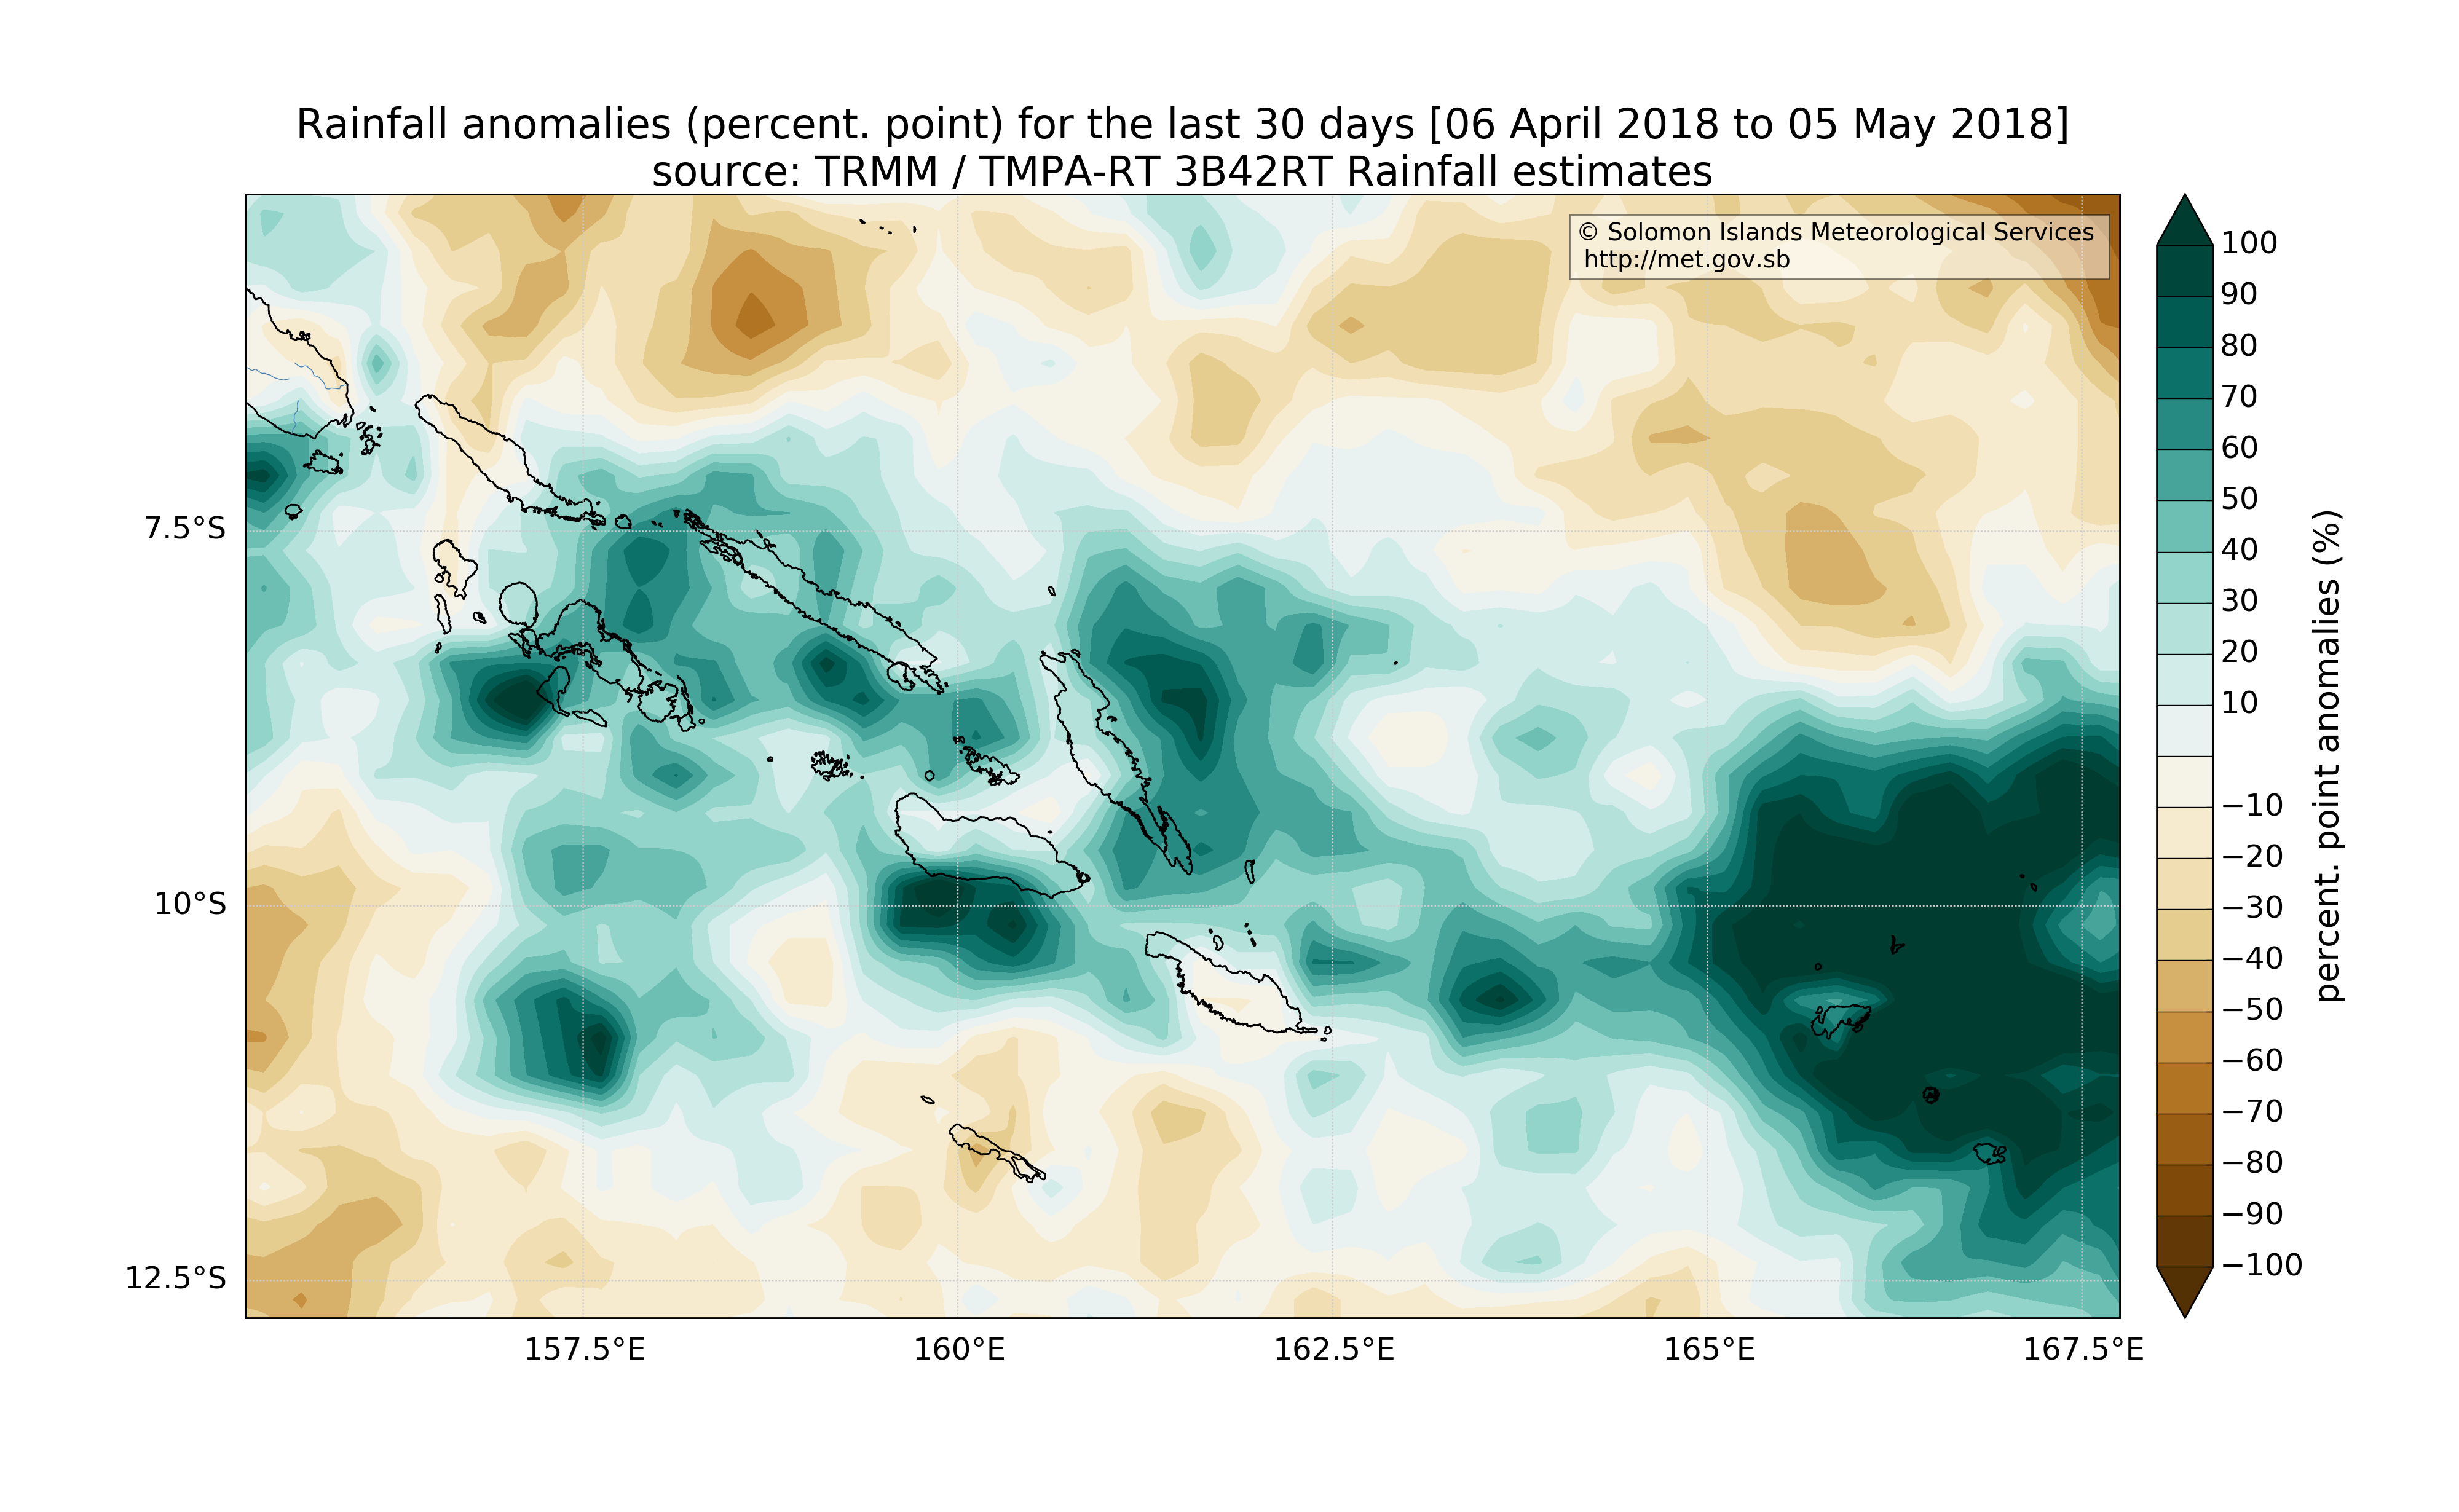 Rainfall anomalies (percent. point) for the last 30 days [06 April 2018 to 05 May 2018]
source: TRMM / TMPA-RT 3B42RT Rainfall estimates
© Solomon Islands Meteorological Services
http://met.gov.sb
7.5°S
10°S
12.5°S
157.5°E
160°E
162.5°E
165°E
167.5°E
100
90
80
70
60
50
40
30
20
10
−10
−20
−30
−40
−50
−60
−70
−80
−90
−100
percent. point anomalies (%)